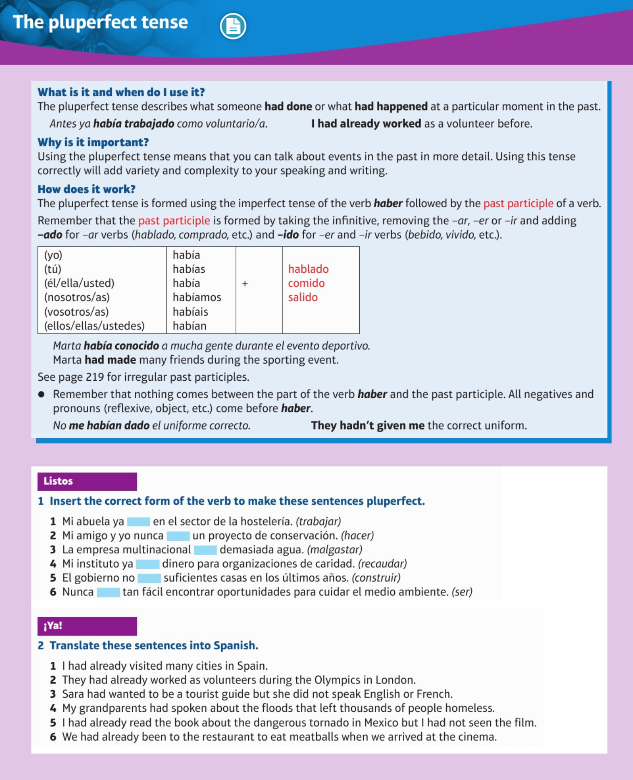 The pluperfect tense
What is it and when do I use it?
The pluperfect tense describes what someone had done or what had happened at a particular moment in the past.
Antes ya había trabajado como voluntario/a. I had already worked as a volunteer before.
Why is it important?
Using the pluperfect tense means that you can talk about events in the past in more detail. Using this tense
correctly will add variety and complexity to your speaking and writing.
How does it work?
The pluperfect tense is formed using the imperfect tense of the verb haber followed by the past participle of a verb.
Remember that the past participle is formed by taking the infinitive, removing the –ar, –er or –ir and adding
–ado for –ar verbs (hablado, comprado, etc.) and –ido for –er and –ir verbs (bebido, vivido, etc.).
(yo) había
(tú) habías hablado
(él/ella/usted) había + comido
(nosotros/as) habíamos salido
(vosotros/as) habíais
(ellos/ellas/ustedes) habían
Marta había conocido a mucha gente durante el evento deportivo.
Marta had made many friends during the sporting event.
See page 219 for irregular past participles.
● Remember that nothing comes between the part of the verb haber and the past participle. All negatives and
pronouns (reflexive, object, etc.) come before haber.
No me habían dado el uniforme correcto. They hadn't given me the correct uniform.
Listos
1 Insert the correct form of the verb to make these sentences pluperfect.
1 Mi abuela ya en el sector de la hostelería. (trabajar)
2 Mi amigo y yo nunca un proyecto de conservación. (hacer)
3 La empresa multinacional demasiada agua. (malgastar)
4 Mi instituto ya dinero para organizaciones de caridad. (recaudar)
5 El gobierno no suficientes casas en los últimos años. (construir)
6 Nunca tan fácil encontrar oportunidades para cuidar el medio ambiente. (ser)
¡Ya!
2 Translate these sentences into Spanish.
1 I had already visited many cities in Spain.
2 They had already worked as volunteers during the Olympics in London.
3 Sara had wanted to be a tourist guide but she did not speak English or French.
4 My grandparents had spoken about the floods that left thousands of people homeless.
5 I had already read the book about the dangerous tornado in Mexico but I had not seen the film.
6 We had already been to the restaurant to eat meatballs when we arrived at the cinema.